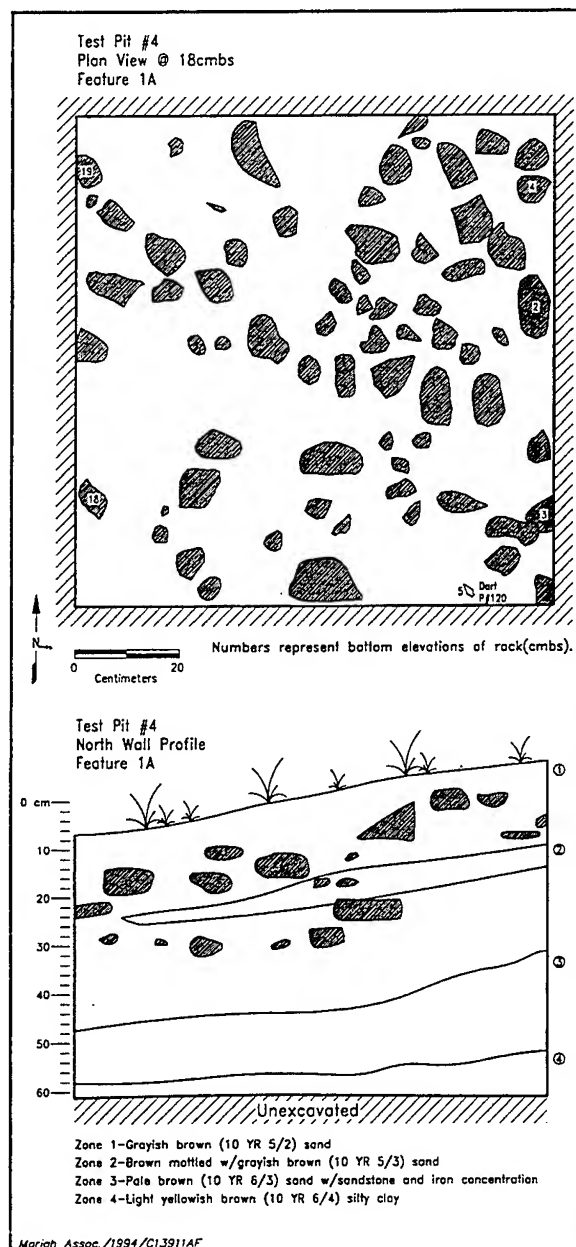 Test Pit #4
Plan View @ 18cmbs
Feature 1A
19
4
2
18
3
5 Dart
Pt120
N
Numbers represent bottom elevations of rock(cmbs).
0 20
Centimeters
Test Pit #4
North Wall Profile
Feature 1A
0 cm
10
20
30
40
50
60
1
2
3
4
Unexcavated
Zone 1-Grayish brown (10 YR 5/2) sand
Zone 2-Brown mottled w/grayish brown (10 YR 5/3) sand
Zone 3-Pale brown (10 YR 6/3) sand w/sandstone and iron concentration
Zone 4-Light yellowish brown (10 YR 6/4) silty clay
Mariah Assoc./1994/C13911AF